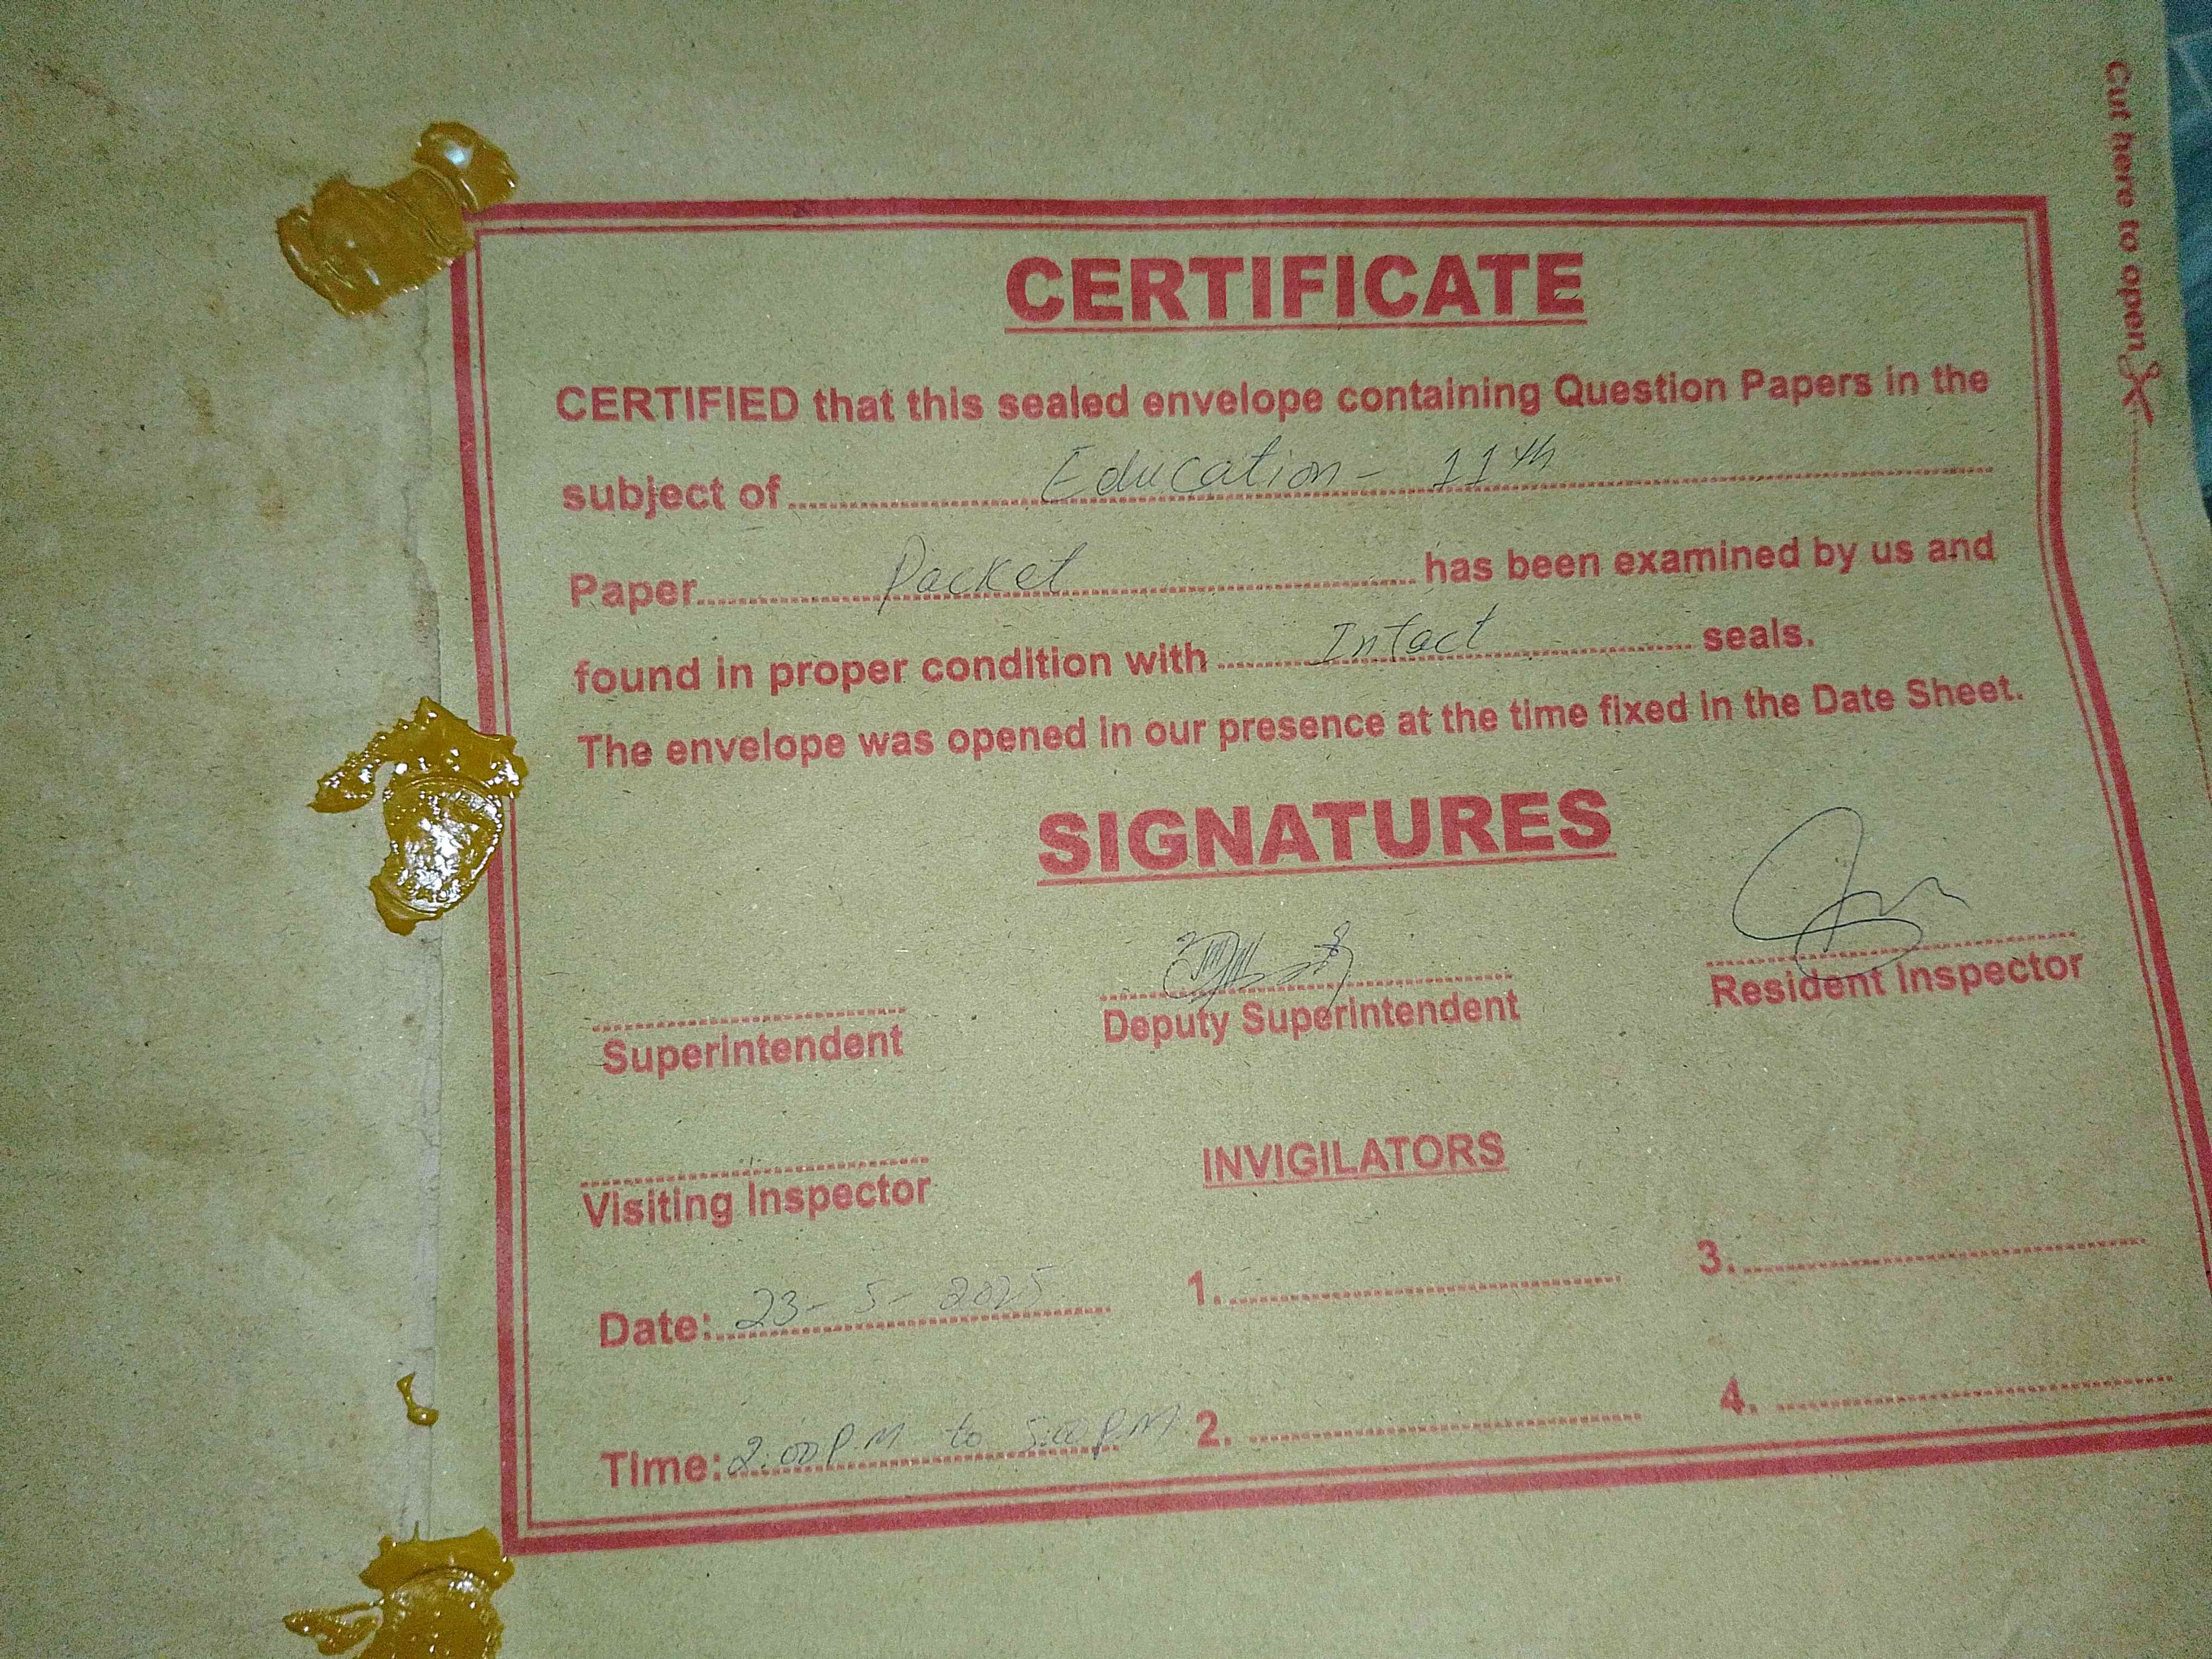 Cut here to open
CERTIFICATE
CERTIFIED that this sealed envelope containing Question Papers in the
subject of Education - 11th
Paper Packet has been examined by us and
found in proper condition with Intact seals.
The envelope was opened in our presence at the time fixed in the Date Sheet.
SIGNATURES
Superintendent
Deputy Superintendent
Resident Inspector
Visiting Inspector
INVIGILATORS
Date: 23-5-2025
1.
3.
Time: 2:00 P.M to 5:00 P.M
2.
4.